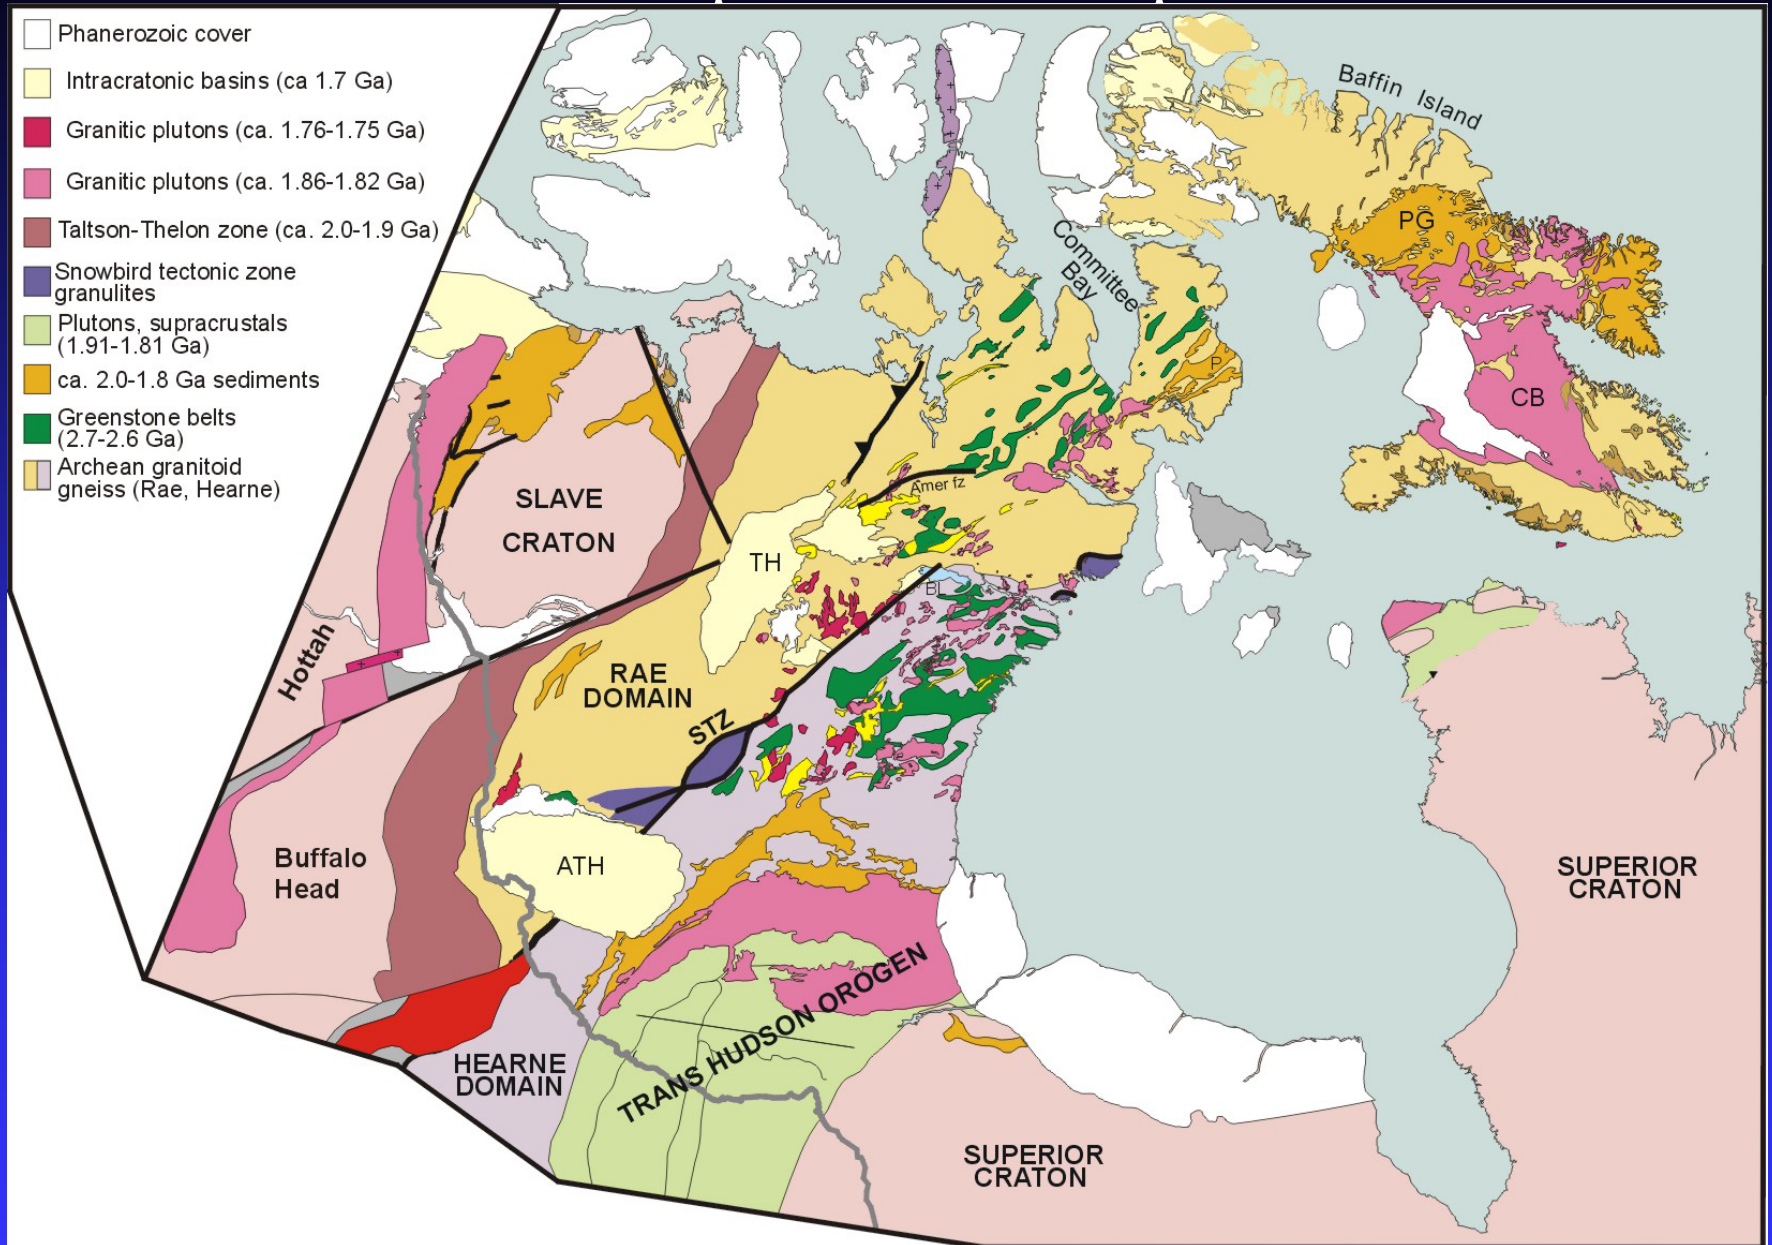 Phanerozoic cover
Intracratonic basins (ca 1.7 Ga)
Granitic plutons (ca. 1.76-1.75 Ga)
Granitic plutons (ca. 1.86-1.82 Ga)
Taltson-Thelon zone (ca. 2.0-1.9 Ga)
Snowbird tectonic zone
granulites
Plutons, supracrustals
(1.91-1.81 Ga)
ca. 2.0-1.8 Ga sediments
Greenstone belts
(2.7-2.6 Ga)
Archean granitoid
gneiss (Rae, Hearne)
Baffin Island
PG
Committee
Bay
P
CB
SLAVE
CRATON
Amer fz
TH
BL
Hottah
RAE
DOMAIN
STZ
Buffalo
Head
ATH
SUPERIOR
CRATON
TRANS HUDSON OROGEN
HEARNE
DOMAIN
SUPERIOR
CRATON